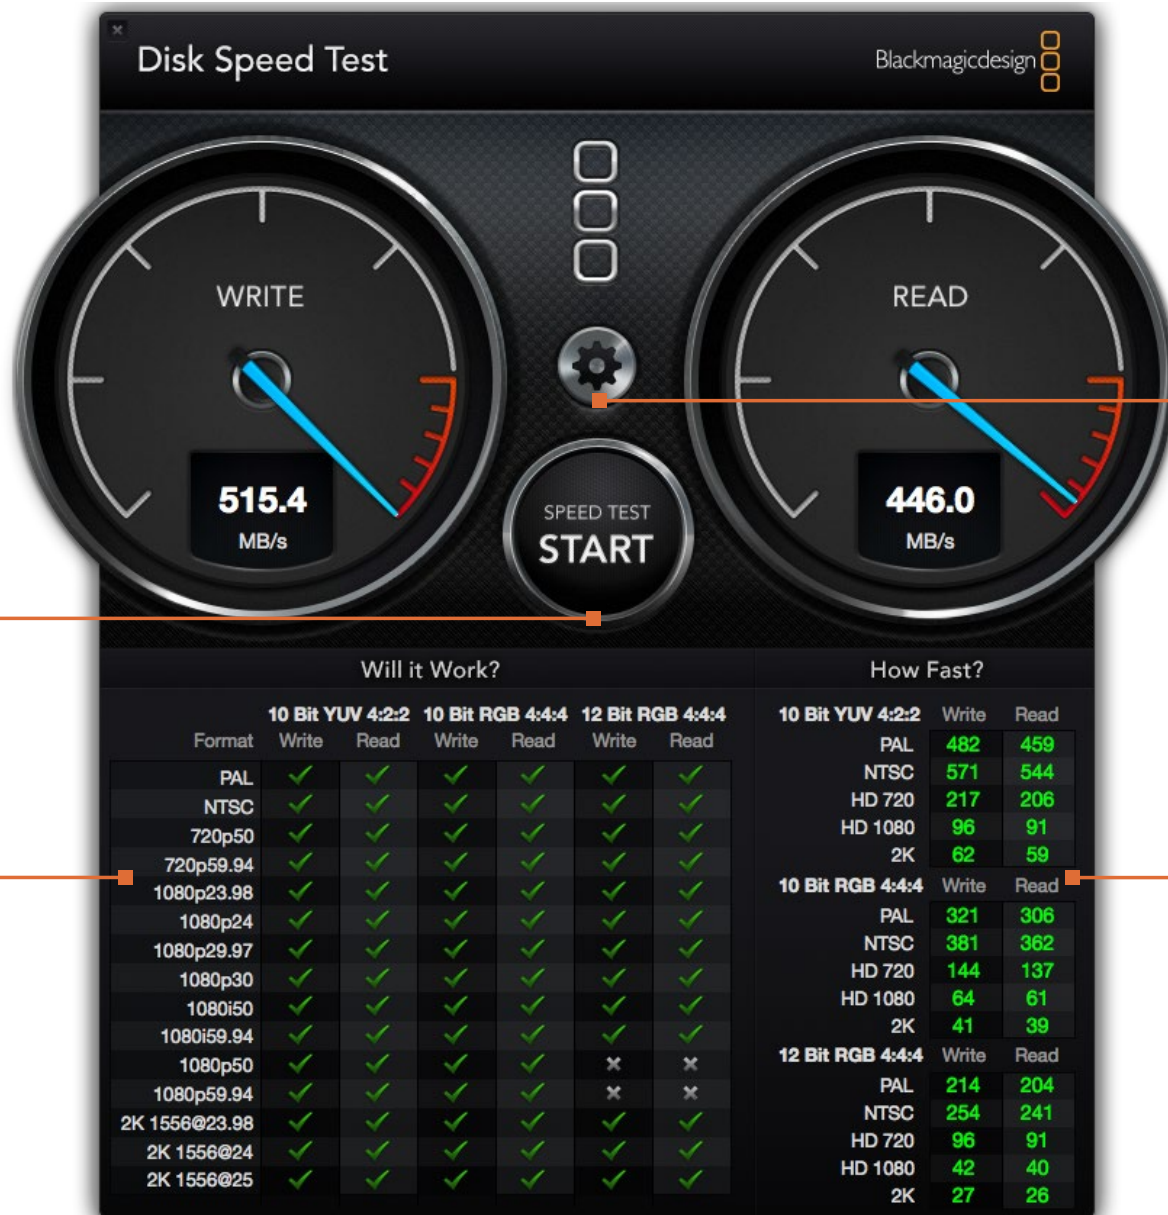 Disk Speed Test
Blackmagicdesign
WRITE
515.4
MB/s
READ
446.0
MB/s
SPEED TEST
START
Will it Work?
10 Bit YUV 4:2:2 10 Bit RGB 4:4:4 12 Bit RGB 4:4:4
Format Write Read Write Read Write Read
PAL
NTSC
720p50
720p59.94
1080p23.98
1080p24
1080p29.97
1080p30
1080i50
1080i59.94
1080p50
1080p59.94
2K 1556@23.98
2K 1556@24
2K 1556@25
How Fast?
10 Bit YUV 4:2:2 Write Read
PAL 482 459
NTSC 571 544
HD 720 217 206
HD 1080 96 91
2K 62 59
10 Bit RGB 4:4:4 Write Read
PAL 321 306
NTSC 381 362
HD 720 144 137
HD 1080 64 61
2K 41 39
12 Bit RGB 4:4:4 Write Read
PAL 214 204
NTSC 254 241
HD 720 96 91
HD 1080 42 40
2K 27 26